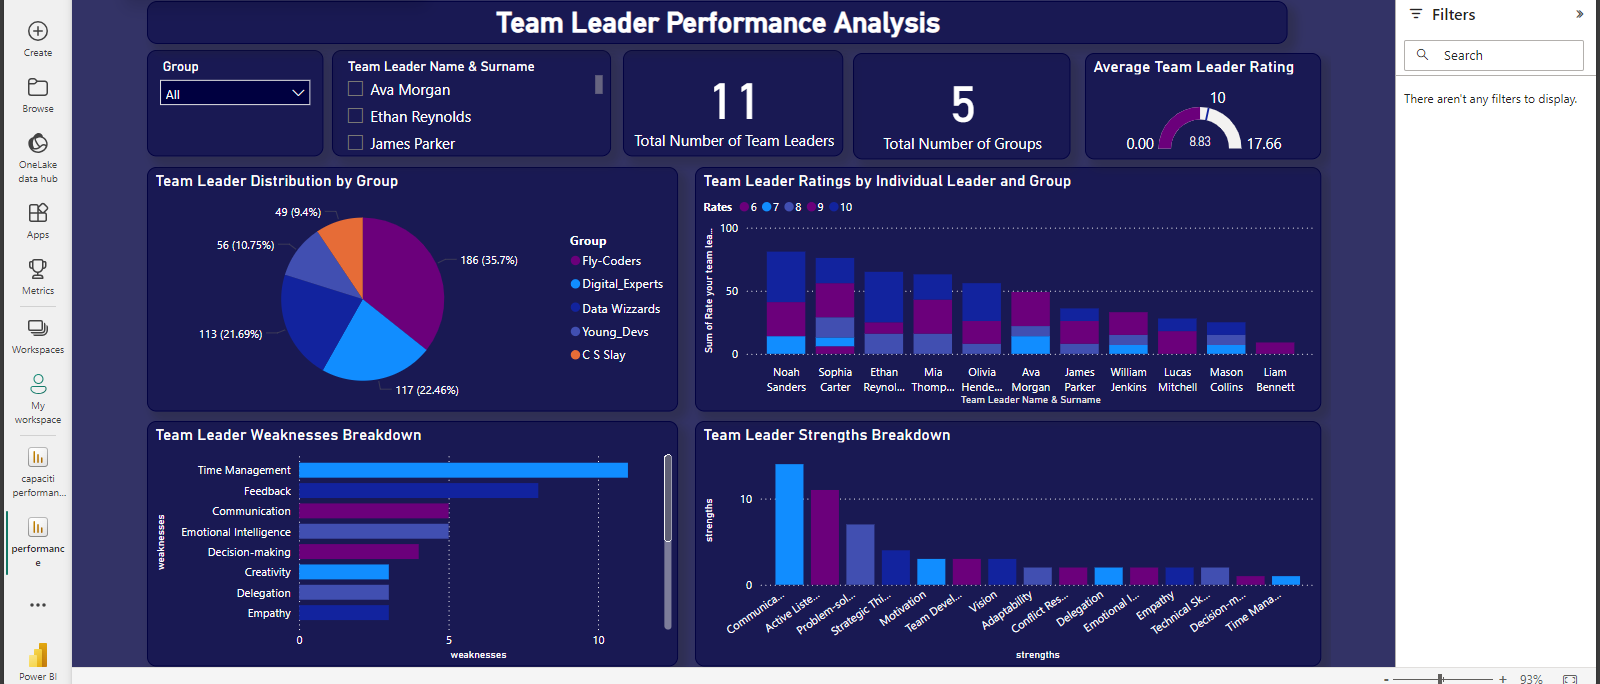 Create
Browse
OneLake
data hub
Apps
Metrics
Workspaces
My
workspace
capaciti
performan...
performanc
e
Power BI
Team Leader Performance Analysis
Group
All
Team Leader Name & Surname
Ava Morgan
Ethan Reynolds
James Parker
11
Total Number of Team Leaders
5
Total Number of Groups
Average Team Leader Rating
10
0.00
8.83
17.66
Team Leader Distribution by Group
49 (9.4%)
56 (10.75%)
186 (35.7%)
113 (21.69%)
117 (22.46%)
Group
Fly-Coders
Digital_Experts
Data Wizzards
Young_Devs
C S Slay
Team Leader Ratings by Individual Leader and Group
Rates 6 7 8 9 10
Sum of Rate your team lea...
100
50
0
Noah Sanders
Sophia Carter
Ethan Reynol...
Mia Thomp...
Olivia Hende...
Ava Morgan
James Parker
William Jenkins
Lucas Mitchell
Mason Collins
Liam Bennett
Team Leader Name & Surname
Team Leader Weaknesses Breakdown
weaknesses
Time Management
Feedback
Communication
Emotional Intelligence
Decision-making
Creativity
Delegation
Empathy
0 5 10
weaknesses
Team Leader Strengths Breakdown
strengths
10
0
Communica...
Active Liste...
Problem-sol...
Strategic Thi...
Motivation
Team Devel...
Vision
Adaptability
Conflict Res...
Delegation
Emotional I...
Empathy
Technical Sk...
Decision-m...
Time Mana...
strengths
Filters
Search
There aren't any filters to display.
- + 93%